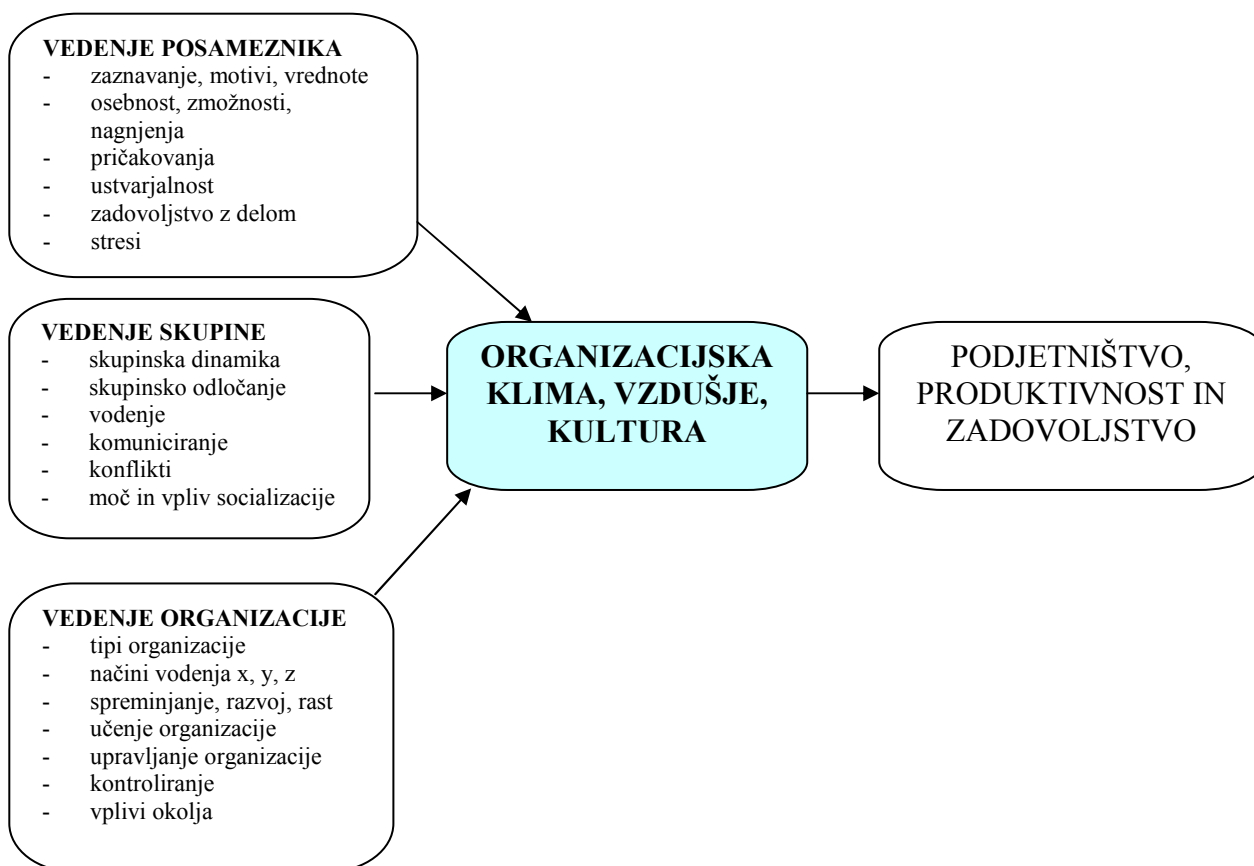 VEDENJE POSAMEZNIKA
- zaznavanje, motivi, vrednote
- osebnost, zmožnosti,
nagnjenja
- pričakovanja
- ustvarjalnost
- zadovoljstvo z delom
- stresi
VEDENJE SKUPINE
- skupinska dinamika
- skupinsko odločanje
- vodenje
- komuniciranje
- konflikti
- moč in vpliv socializacije
VEDENJE ORGANIZACIJE
- tipi organizacije
- načini vodenja x, y, z
- spreminjanje, razvoj, rast
- učenje organizacije
- upravljanje organizacije
- kontroliranje
- vplivi okolja
ORGANIZACIJSKA
KLIMA, VZDUŠJE,
KULTURA
PODJETNIŠTVO,
PRODUKTIVNOST IN
ZADOVOLJSTVO